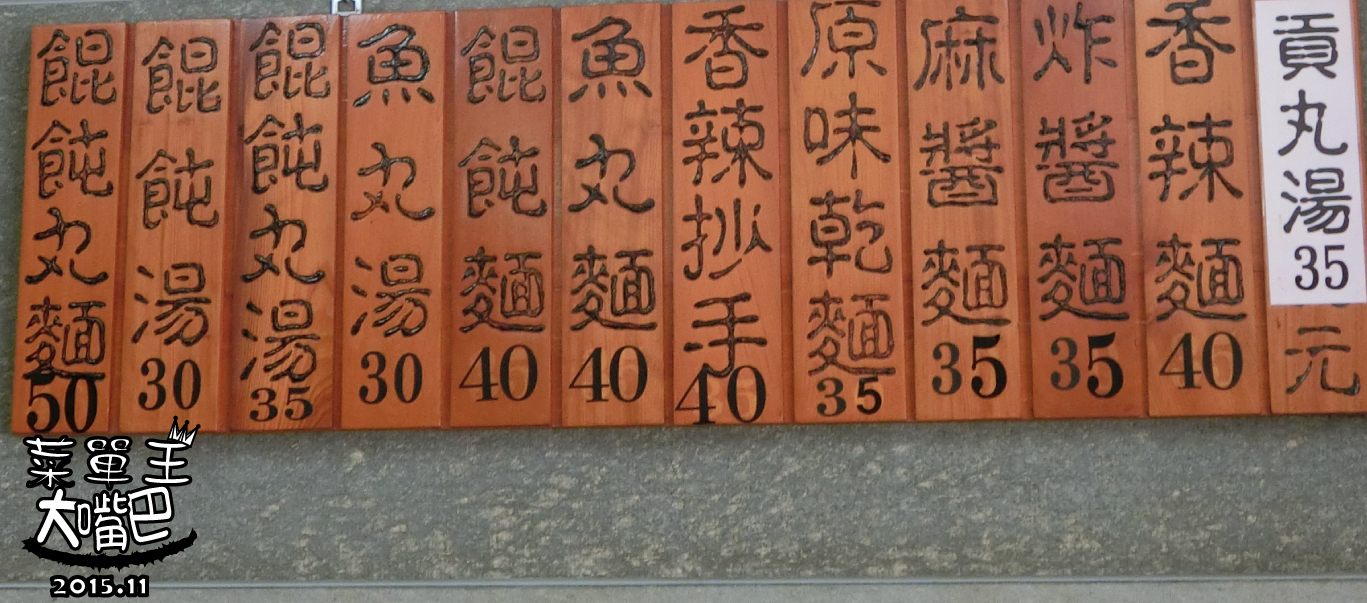 貢丸湯35
元
香辣麵40
炸醬麵35
麻醬麵35
原味乾麵35
香辣抄手40
魚丸麵40
餛飩麵40
魚丸湯30
餛飩丸湯35
餛飩湯30
餛飩丸麵50
菜單王
大嘴巴
2015.11